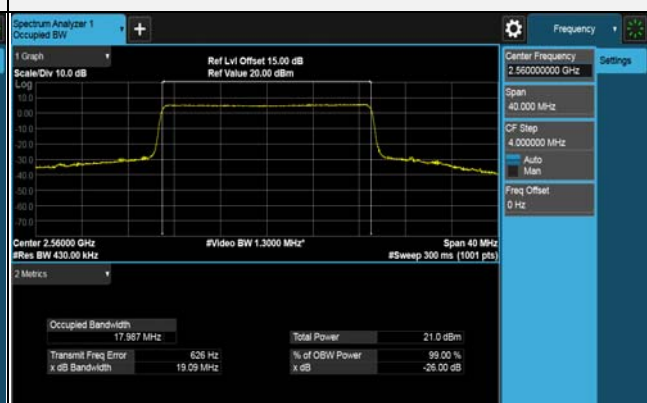 Spectrum Analyzer 1
Occupied BW
+
Frequency
1 Graph
Scale/Div 10.0 dB
Ref Lvl Offset 15.00 dB
Ref Value 20.00 dBm
Log
10.0
0.00
-10.0
-20.0
-30.0
-40.0
-50.0
-60.0
-70.0
Center 2.56000 GHz
#Video BW 1.3000 MHz*
Span 40 MHz
#Res BW 430.00 kHz
#Sweep 300 ms (1001 pts)
2 Metrics
Occupied Bandwidth
17.987 MHz
Total Power 21.0 dBm
Transmit Freq Error 626 Hz
% of OBW Power 99.00 %
x dB Bandwidth 19.09 MHz
x dB -26.00 dB
Center Frequency
2.560000000 GHz
Settings
Span
40.000 MHz
CF Step
4.000000 MHz
Auto
Man
Freq Offset
0 Hz